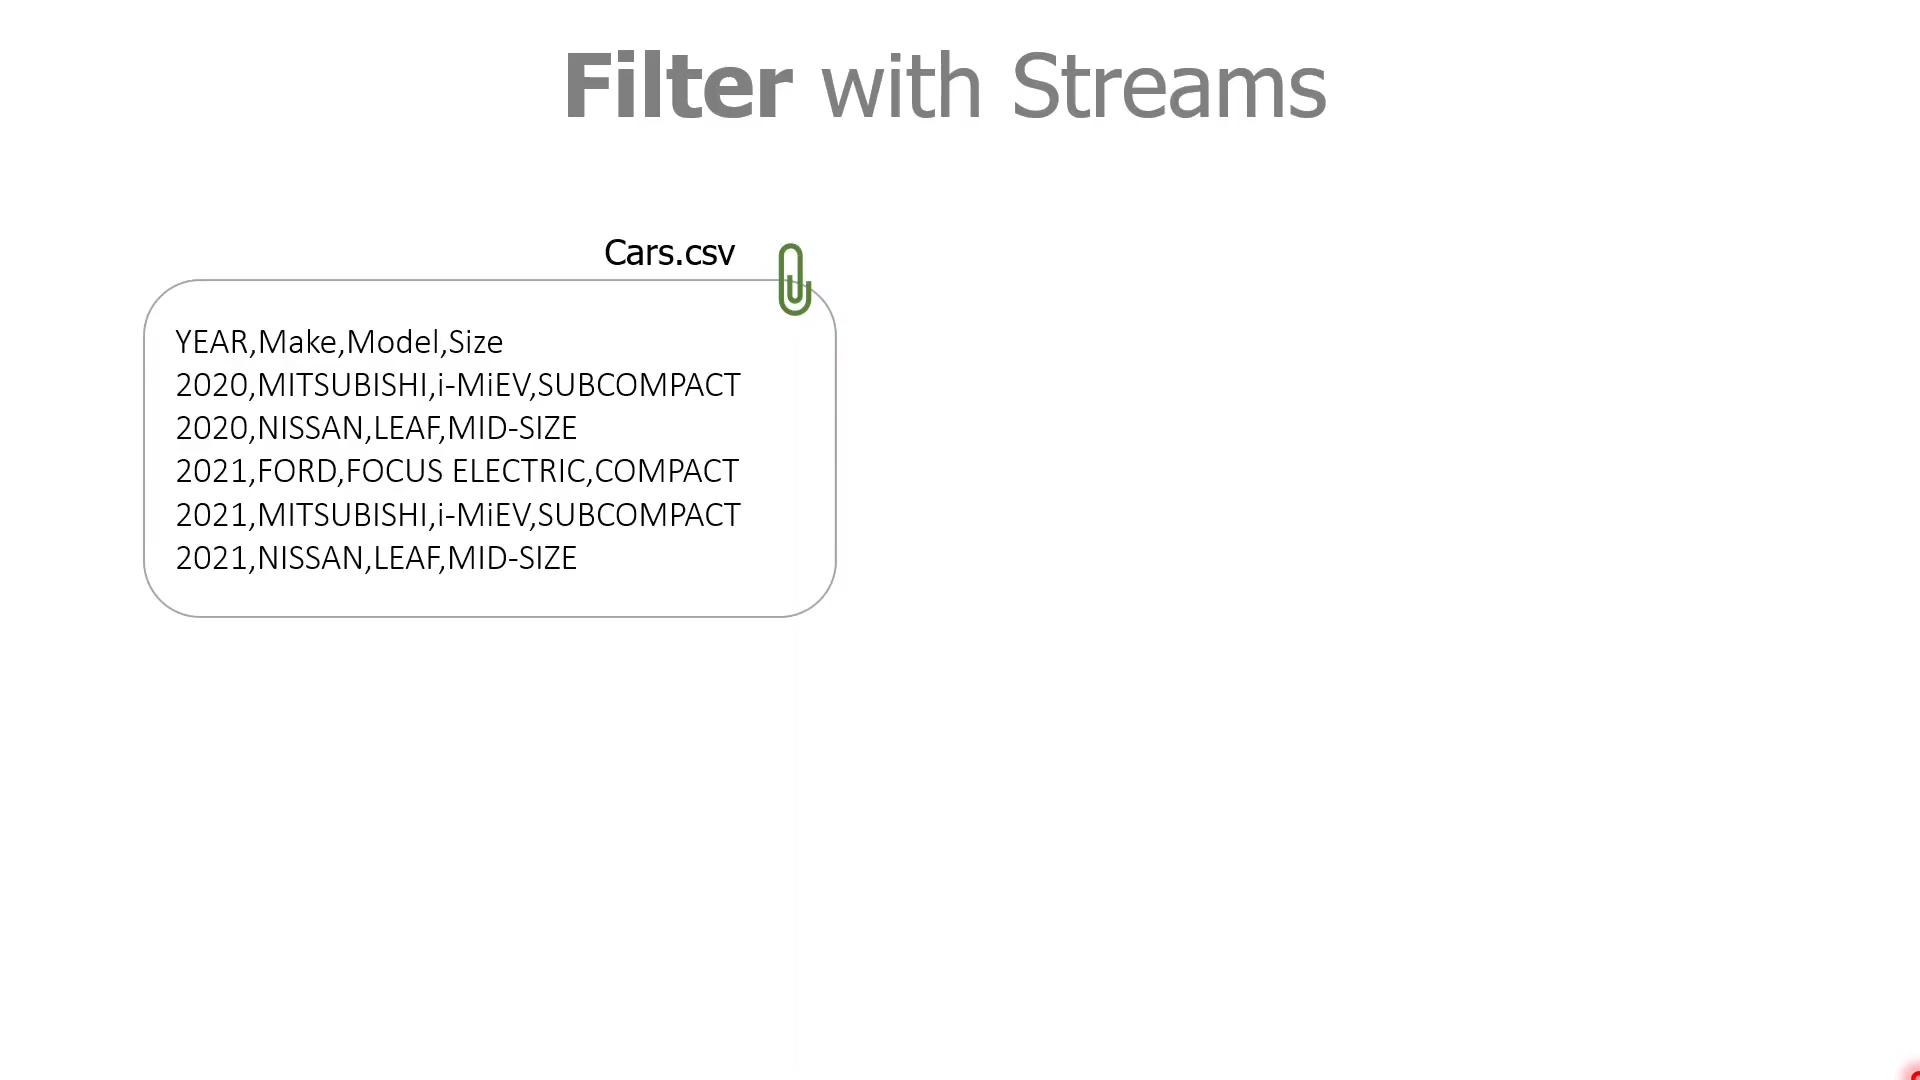 Filter with Streams
Cars.csv
YEAR,Make,Model,Size
2020,MITSUBISHI,i-MiEV,SUBCOMPACT
2020,NISSAN,LEAF,MID-SIZE
2021,FORD,FOCUS ELECTRIC,COMPACT
2021,MITSUBISHI,i-MiEV,SUBCOMPACT
2021,NISSAN,LEAF,MID-SIZE